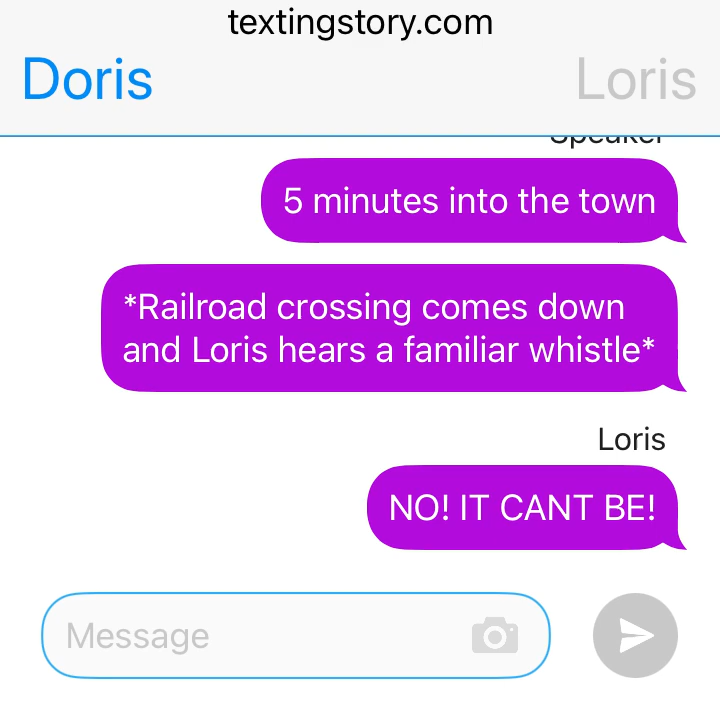 textingstory.com
Doris
Loris
Speaker
5 minutes into the town
*Railroad crossing comes down
and Loris hears a familiar whistle*
Loris
NO! IT CANT BE!
Message